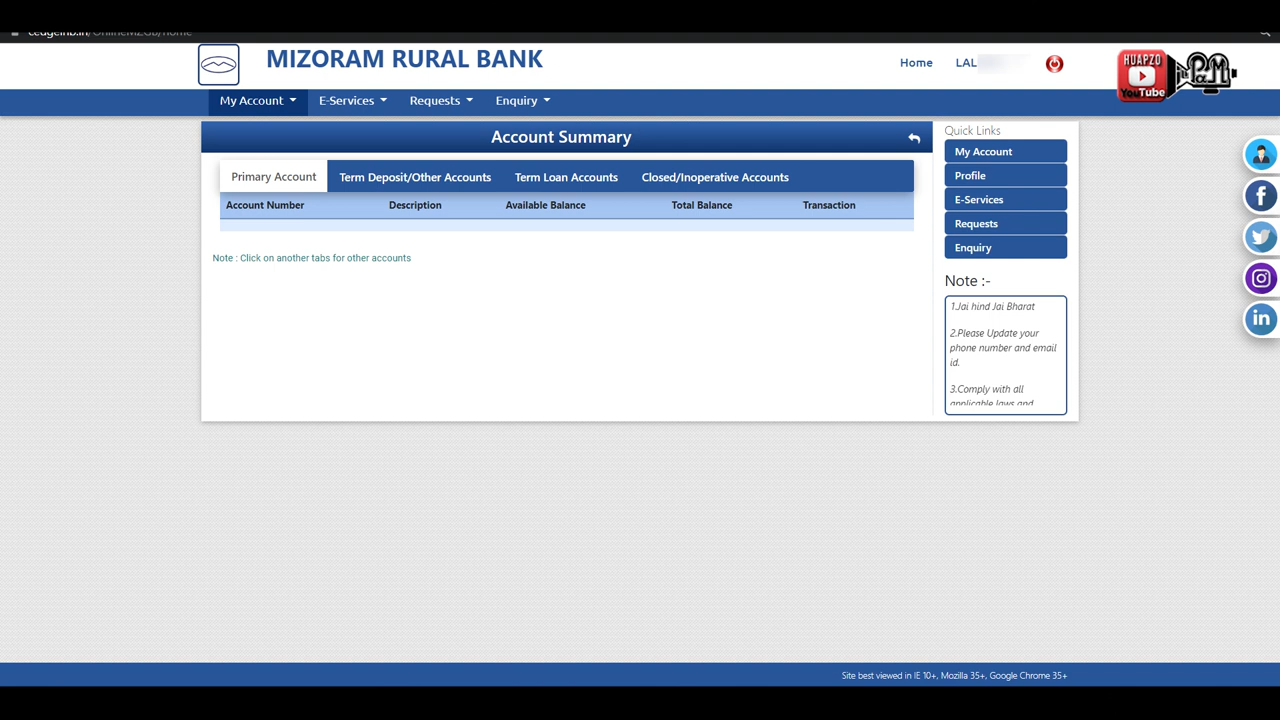 MIZORAM RURAL BANK
Home
LAL
HUAPZO
YouTube
P&M
My Account
E-Services
Requests
Enquiry
Account Summary
Primary Account
Term Deposit/Other Accounts
Term Loan Accounts
Closed/Inoperative Accounts
Account Number
Description
Available Balance
Total Balance
Transaction
Note : Click on another tabs for other accounts
Quick Links
My Account
Profile
E-Services
Requests
Enquiry
Note :-
1.Jai hind Jai Bharat
2.Please Update your
phone number and email
id.
3.Comply with all
applicable laws and
Site best viewed in IE 10+, Mozilla 35+, Google Chrome 35+